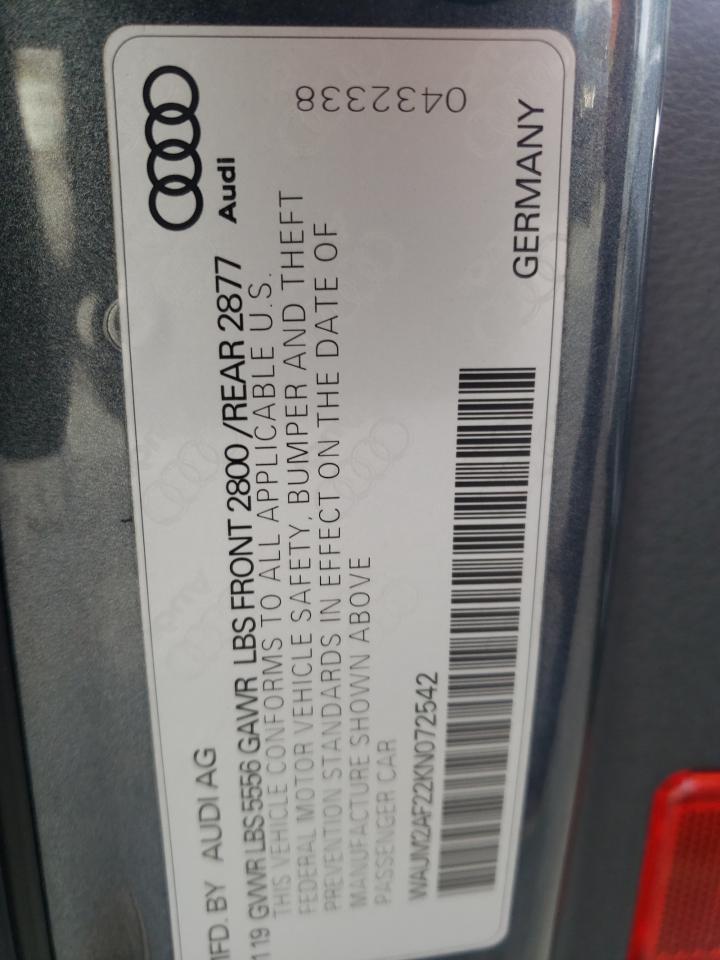 Audi
MFD. BY AUDI AG
119 GVWR LBS 5556 GAWR LBS FRONT 2800 /REAR 2877
THIS VEHICLE CONFORMS TO ALL APPLICABLE U.S.
FEDERAL MOTOR VEHICLE SAFETY, BUMPER AND THEFT
PREVENTION STANDARDS IN EFFECT ON THE DATE OF
MANUFACTURE SHOWN ABOVE
PASSENGER CAR
WAUM2AF22KN072542
GERMANY
0432338